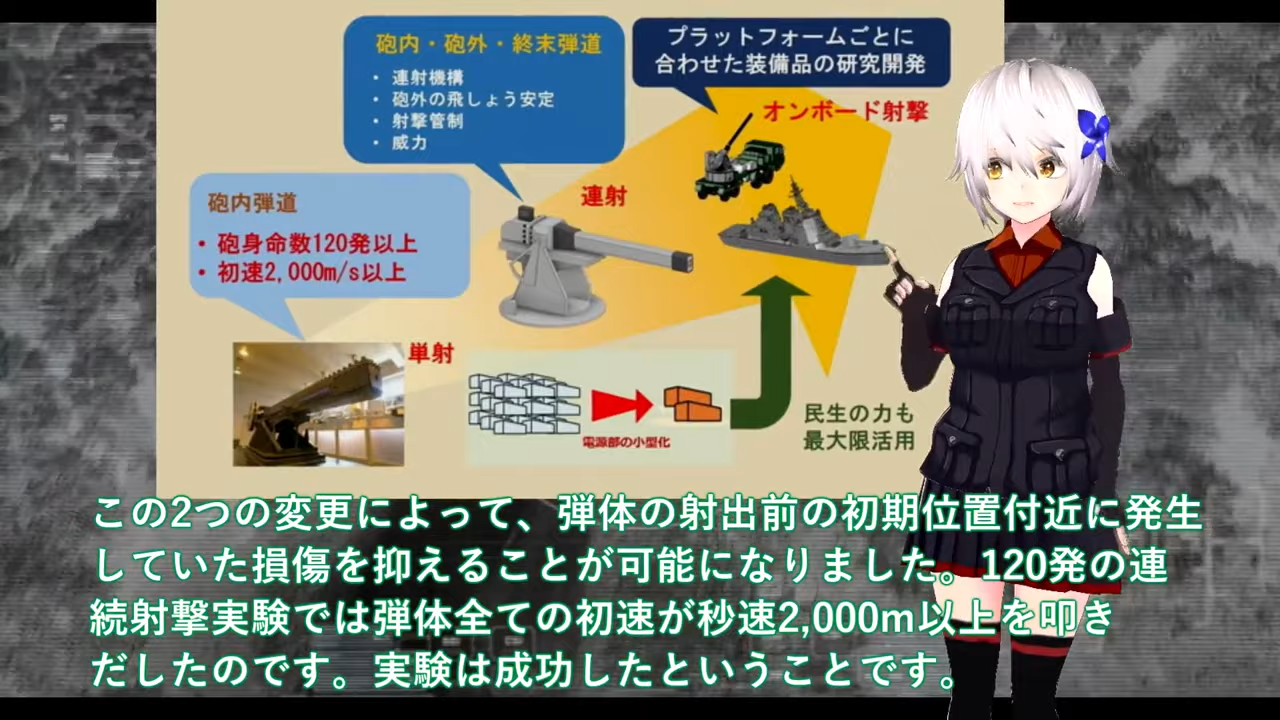 砲内・砲外・終末弾道
・ 連射機構
・ 砲外の飛しょう安定
・ 射撃管制
・ 威力
プラットフォームごとに
合わせた装備品の研究開発
オンボード射撃
連射
砲内弾道
・ 砲身命数120発以上
・ 初速2,000m/s以上
単射
電源部の小型化
民生の力も
最大限活用
この2つの変更によって、弾体の射出前の初期位置付近に発生
していた損傷を抑えることが可能になりました。120発の連
続射撃実験では弾体全ての初速が秒速2,000m以上を叩き
だしたのです。実験は成功したということです。